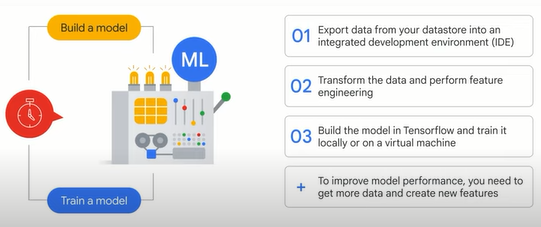 Build a model
ML
Train a model
01 Export data from your datastore into an
integrated development environment (IDE)
02 Transform the data and perform feature
engineering
03 Build the model in Tensorflow and train it
locally or on a virtual machine
+ To improve model performance, you need to
get more data and create new features